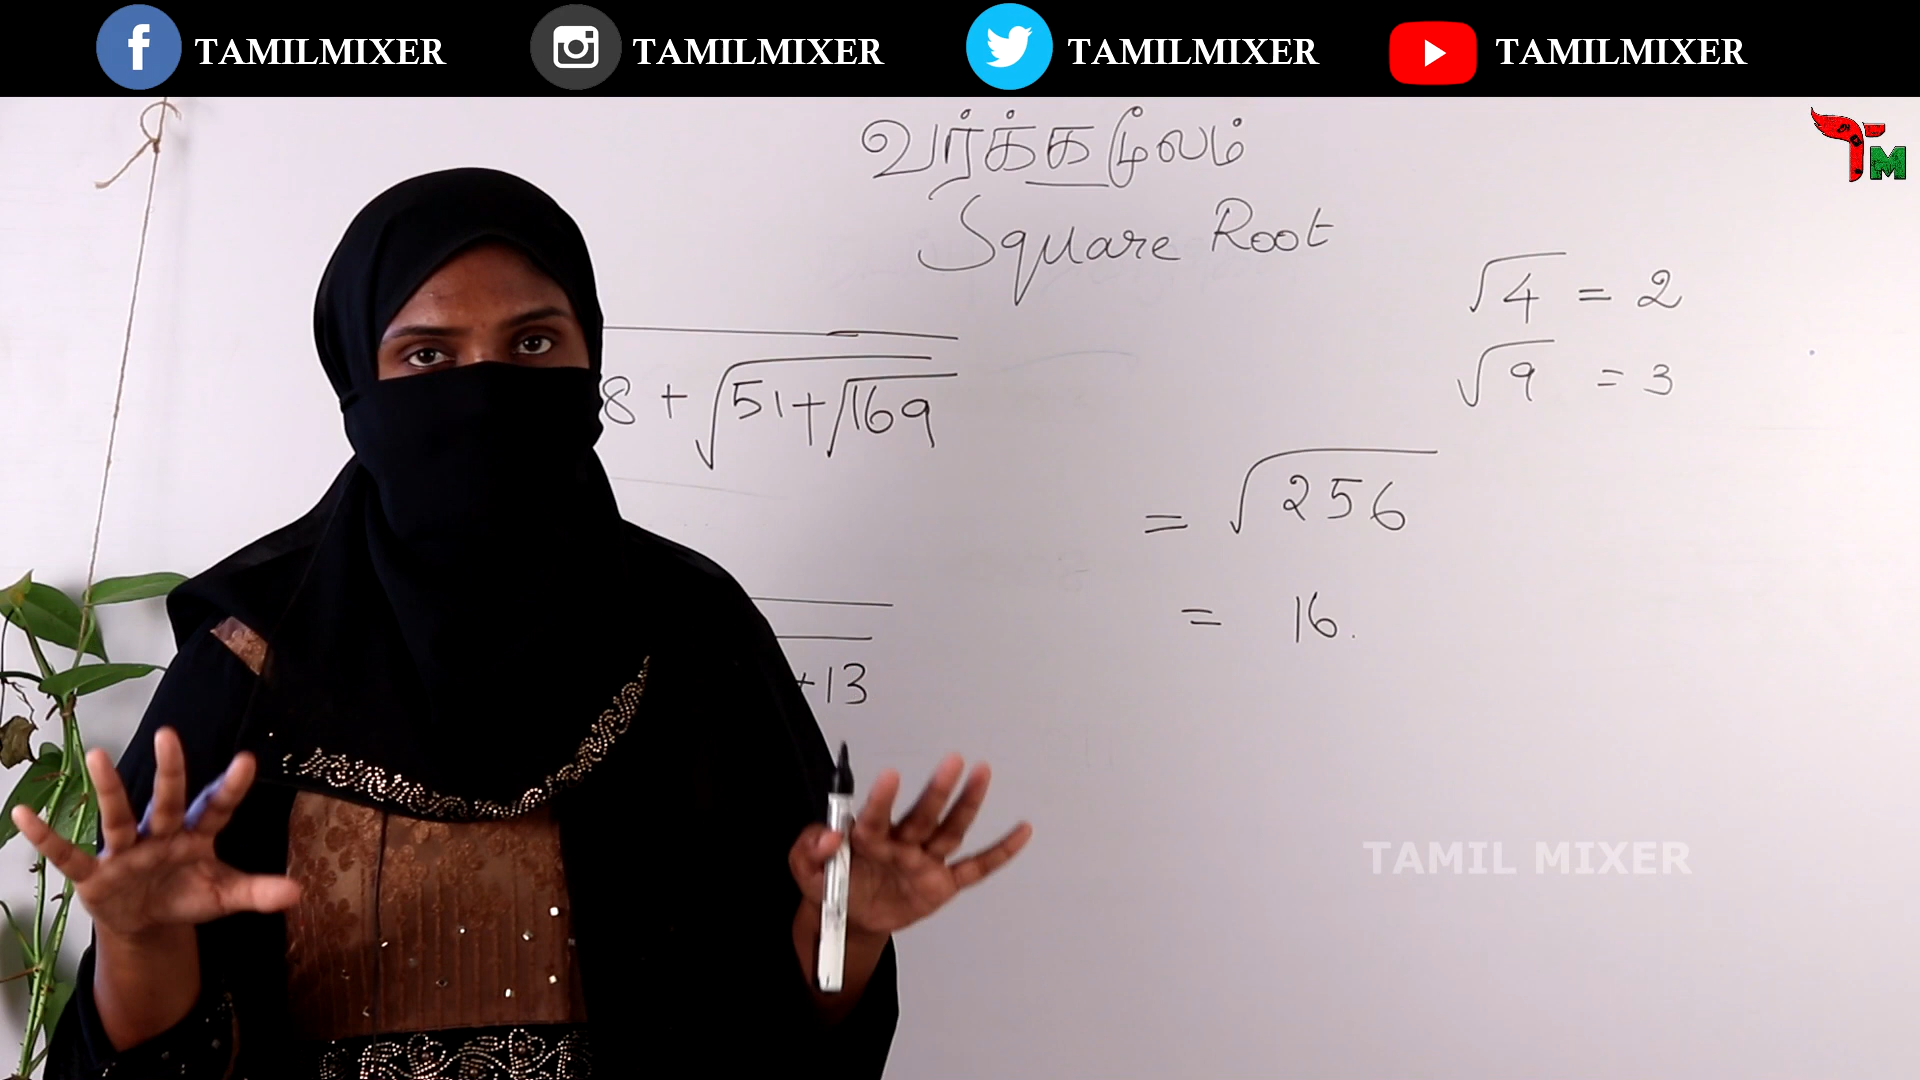 TAMILMIXER TAMILMIXER TAMILMIXER TAMILMIXER
வர்க்கமூலம்
Square Root
√4 = 2
√9 = 3
8 + √51+√169
= √256
= 16.
+13
TM
TAMIL MIXER